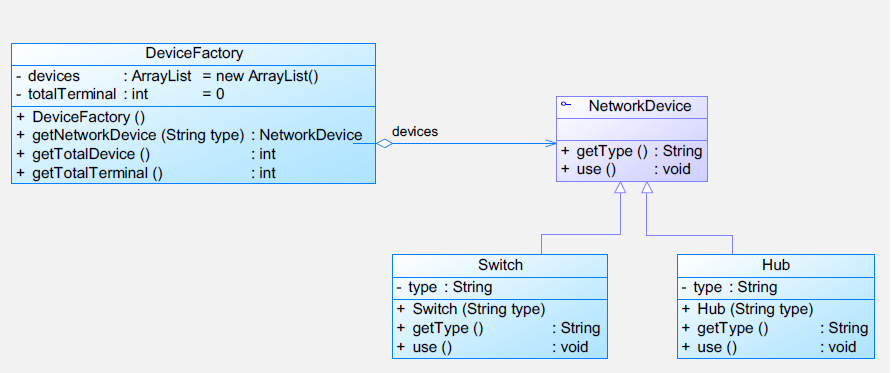 DeviceFactory
- devices : ArrayList = new ArrayList()
- totalTerminal : int = 0
+ DeviceFactory ()
+ getNetworkDevice (String type) : NetworkDevice
+ getTotalDevice () : int
+ getTotalTerminal () : int
devices
NetworkDevice
+ getType () : String
+ use () : void
Switch
- type : String
+ Switch (String type)
+ getType () : String
+ use () : void
Hub
- type : String
+ Hub (String type)
+ getType () : String
+ use () : void